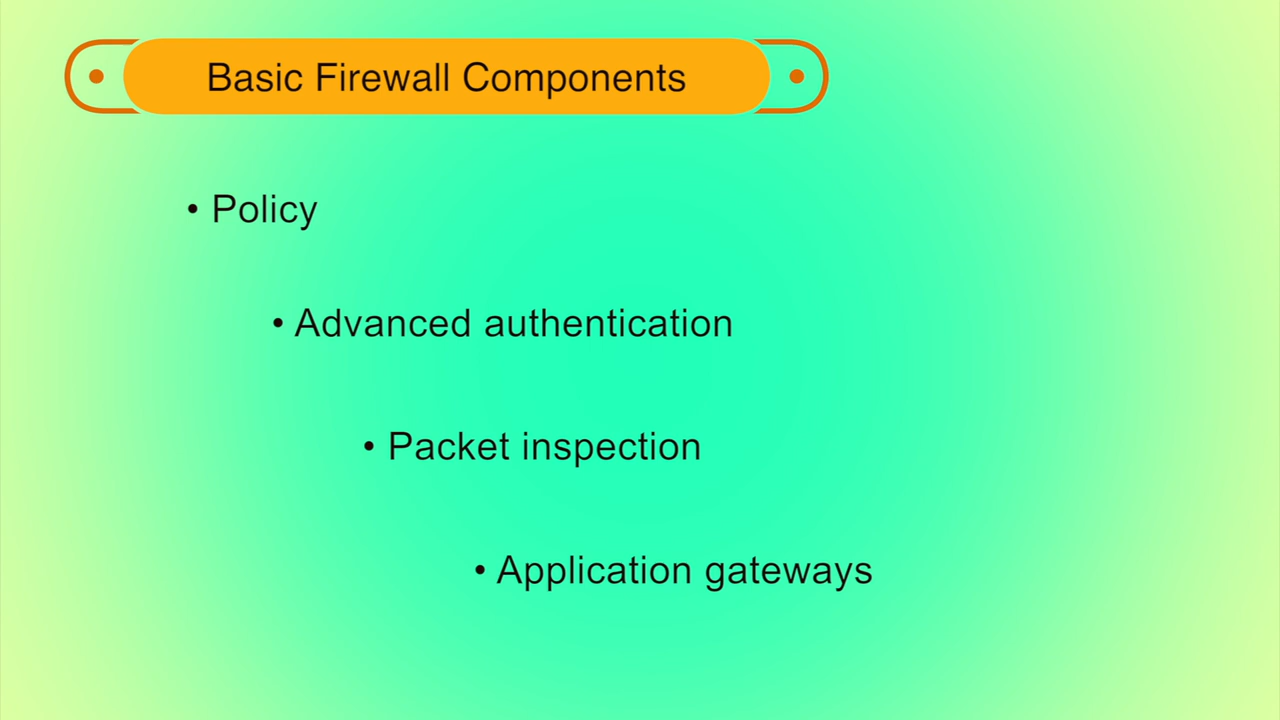 Basic Firewall Components
• Policy
• Advanced authentication
• Packet inspection
• Application gateways